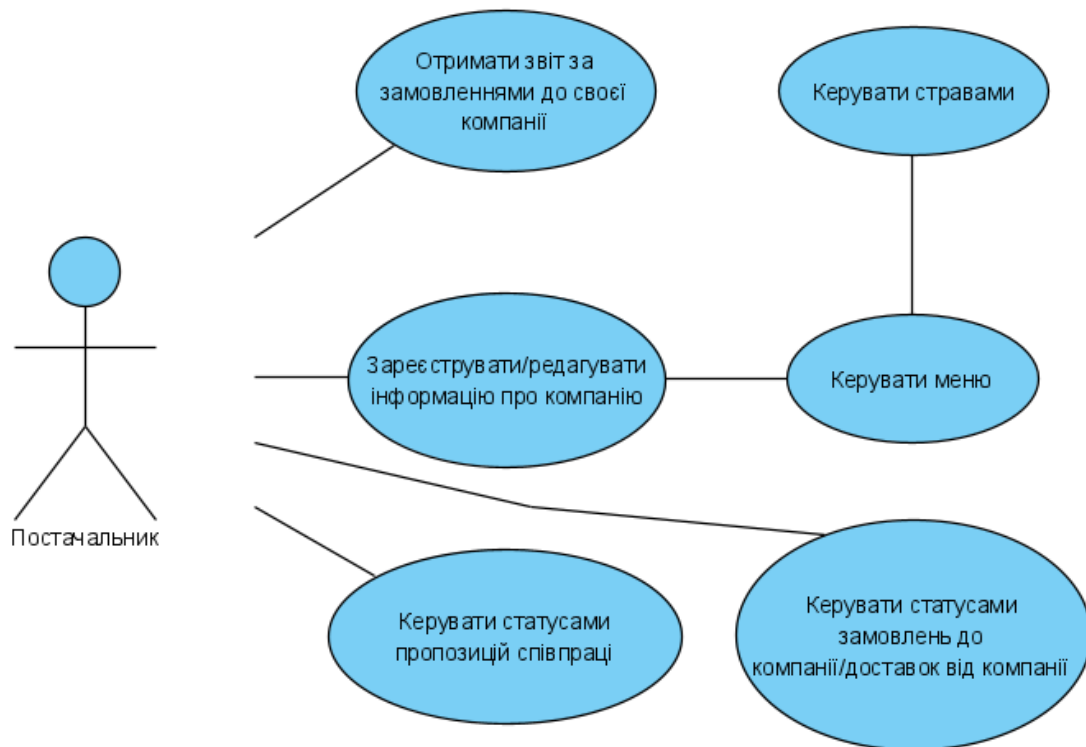 Отримати звіт за
замовленнями до своєї
компанії
Керувати стравами
Зареєструвати/редагувати
інформацію про компанію
Керувати меню
Постачальник
Керувати статусами
пропозицій співпраці
Керувати статусами
замовлень до
компанії/доставок від компанії